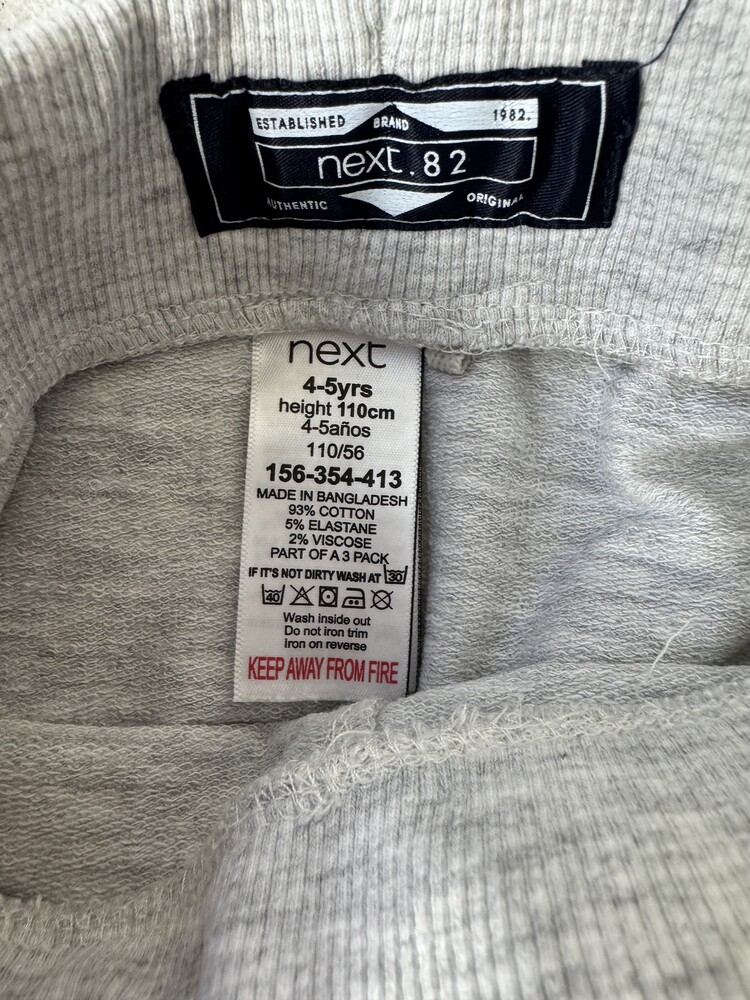 ESTABLISHED BRAND 1982.
next.82
AUTHENTIC ORIGINAL
next
4-5yrs
height 110cm
4-5años
110/56
156-354-413
MADE IN BANGLADESH
93% COTTON
5% ELASTANE
2% VISCOSE
PART OF A 3 PACK
IF IT'S NOT DIRTY WASH AT 30
40
Wash inside out
Do not iron trim
Iron on reverse
KEEP AWAY FROM FIRE